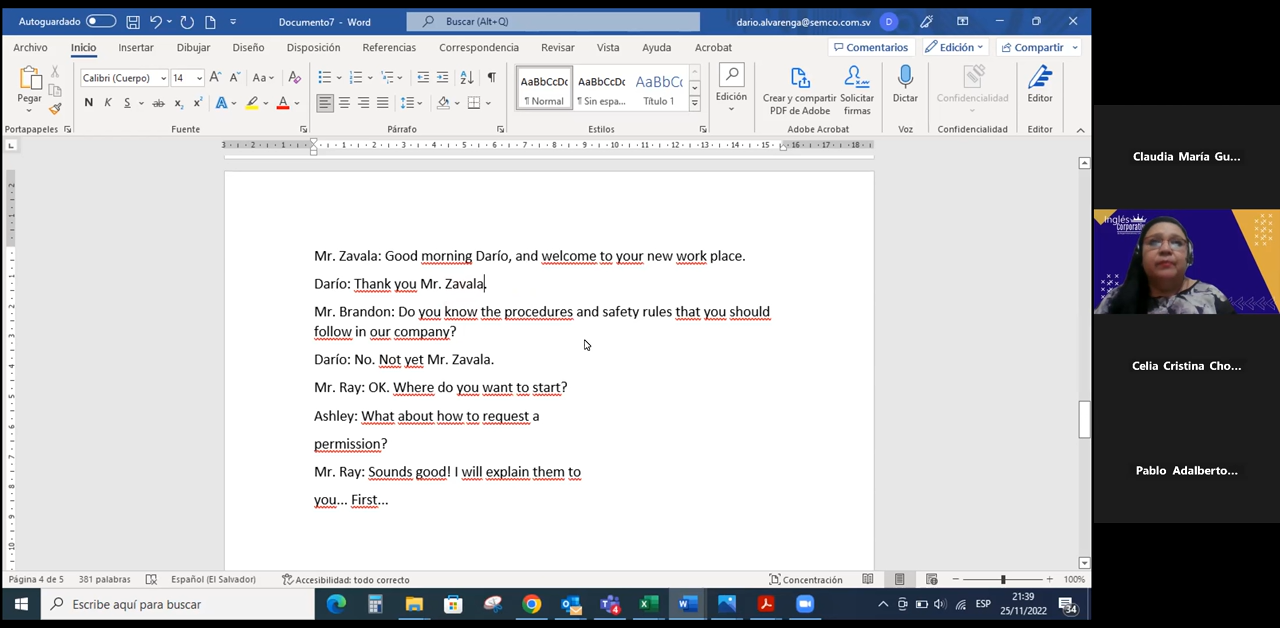 Autoguardado
Documento7 - Word
Buscar (Alt+Q)
dario.alvarenga@semco.com.sv
D
Archivo Inicio Insertar Dibujar Diseño Disposición Referencias Correspondencia Revisar Vista Ayuda Acrobat
Comentarios Edición Compartir
Calibri (Cuerpo) 14
Pegar
AaBbCcDc AaBbCcDc AaBbCc
¶ Normal ¶ Sin espa... Título 1
Edición
Crear y compartir PDF de Adobe
Solicitar firmas
Dictar
Confidencialidad
Editor
Portapapeles Fuente Párrafo Estilos Adobe Acrobat Voz Confidencialidad Editor
Mr. Zavala: Good morning Darío, and welcome to your new work place.
Darío: Thank you Mr. Zavala.
Mr. Brandon: Do you know the procedures and safety rules that you should
follow in our company?
Darío: No. Not yet Mr. Zavala.
Mr. Ray: OK. Where do you want to start?
Ashley: What about how to request a
permission?
Mr. Ray: Sounds good! I will explain them to
you... First...
Claudia María Gu...
Inglés
Corporativo
Celia Cristina Cho...
Pablo Adalberto...
Página 4 de 5 381 palabras Español (El Salvador) Accesibilidad: todo correcto Concentración 100%
Escribe aquí para buscar
ESP
21:39
25/11/2022
34